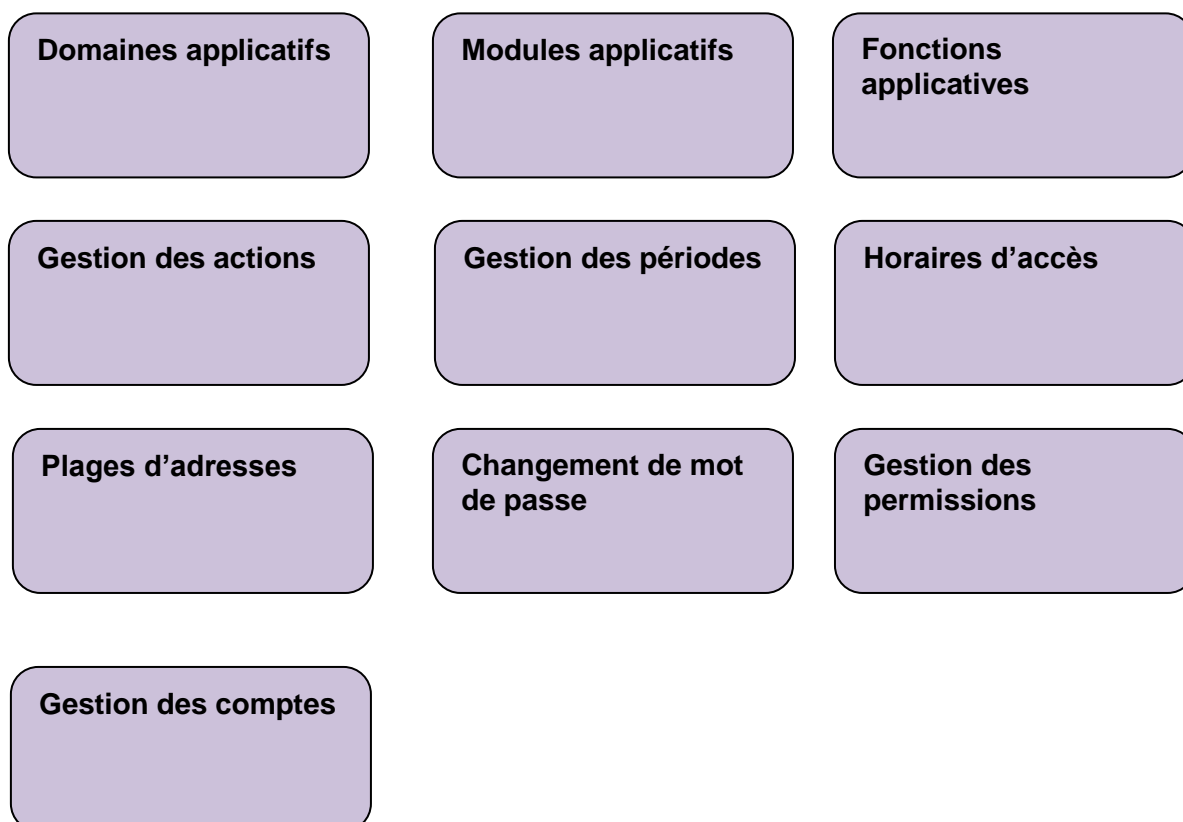 Domaines applicatifs
Modules applicatifs
Fonctions
applicatives
Gestion des actions
Gestion des périodes
Horaires d’accès
Plages d’adresses
Changement de mot
de passe
Gestion des
permissions
Gestion des comptes